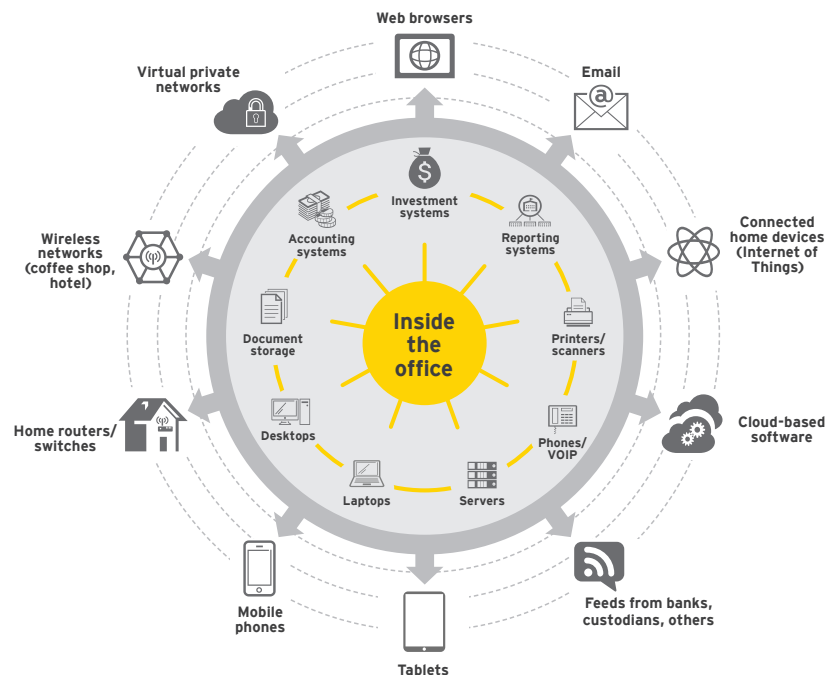 Web browsers
Virtual private
networks
Email
@
$
Investment
systems
Accounting
systems
Reporting
systems
Wireless
networks
(coffee shop,
hotel)
Connected
home devices
(Internet of
Things)
Inside
the
office
Document
storage
Printers/
scanners
Home routers/
switches
Desktops
Phones/
VOIP
Cloud-based
software
Laptops
Servers
Mobile
phones
Feeds from banks,
custodians, others
Tablets